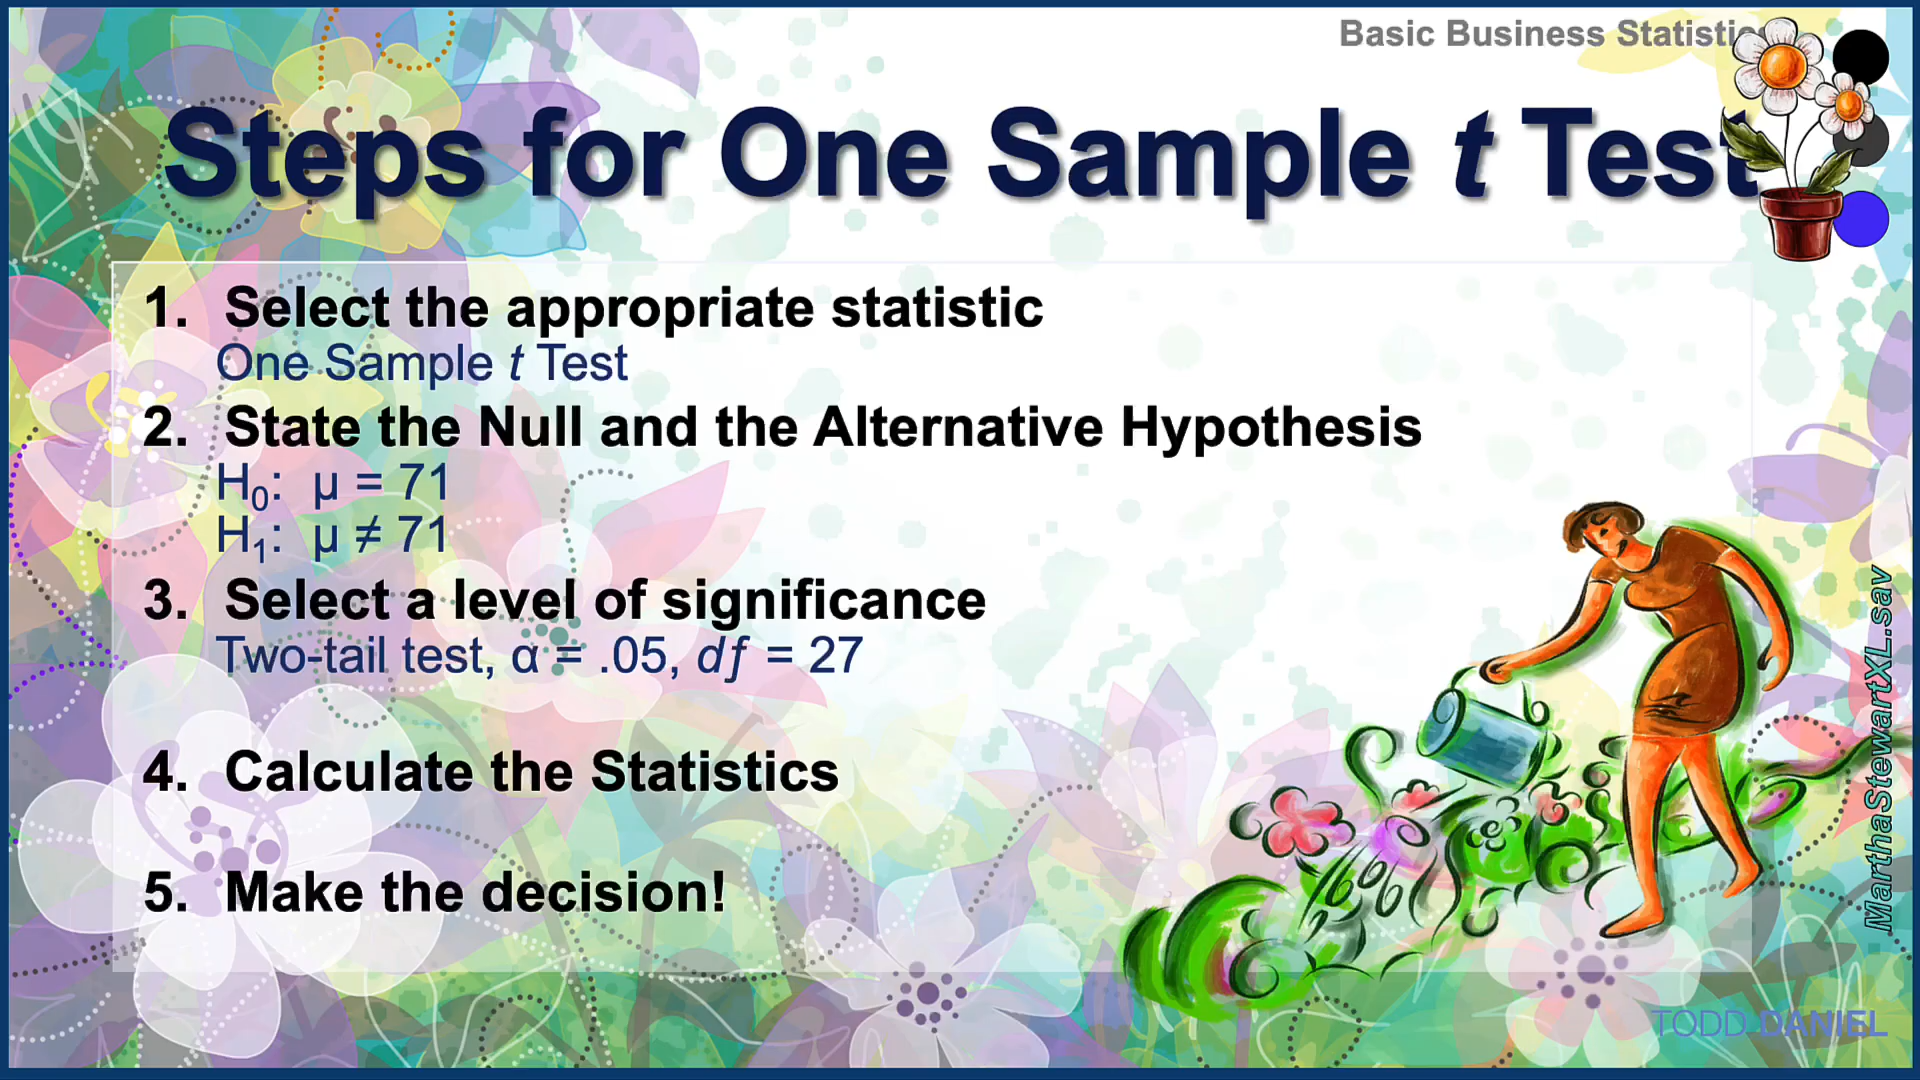 Basic Business Statistics
Steps for One Sample t Test
1. Select the appropriate statistic
One Sample t Test
2. State the Null and the Alternative Hypothesis
H₀: μ = 71
H₁: μ ≠ 71
3. Select a level of significance
Two-tail test, α = .05, df = 27
4. Calculate the Statistics
5. Make the decision!
MarthaStewartXL.sav
TODD DANIEL